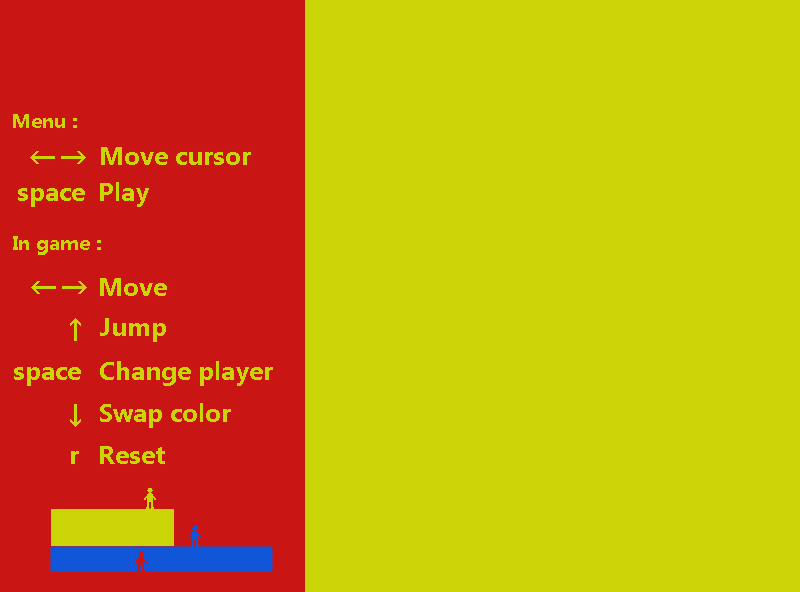 Menu :
←→ Move cursor
space Play
In game :
←→ Move
↑ Jump
space Change player
↓ Swap color
r Reset